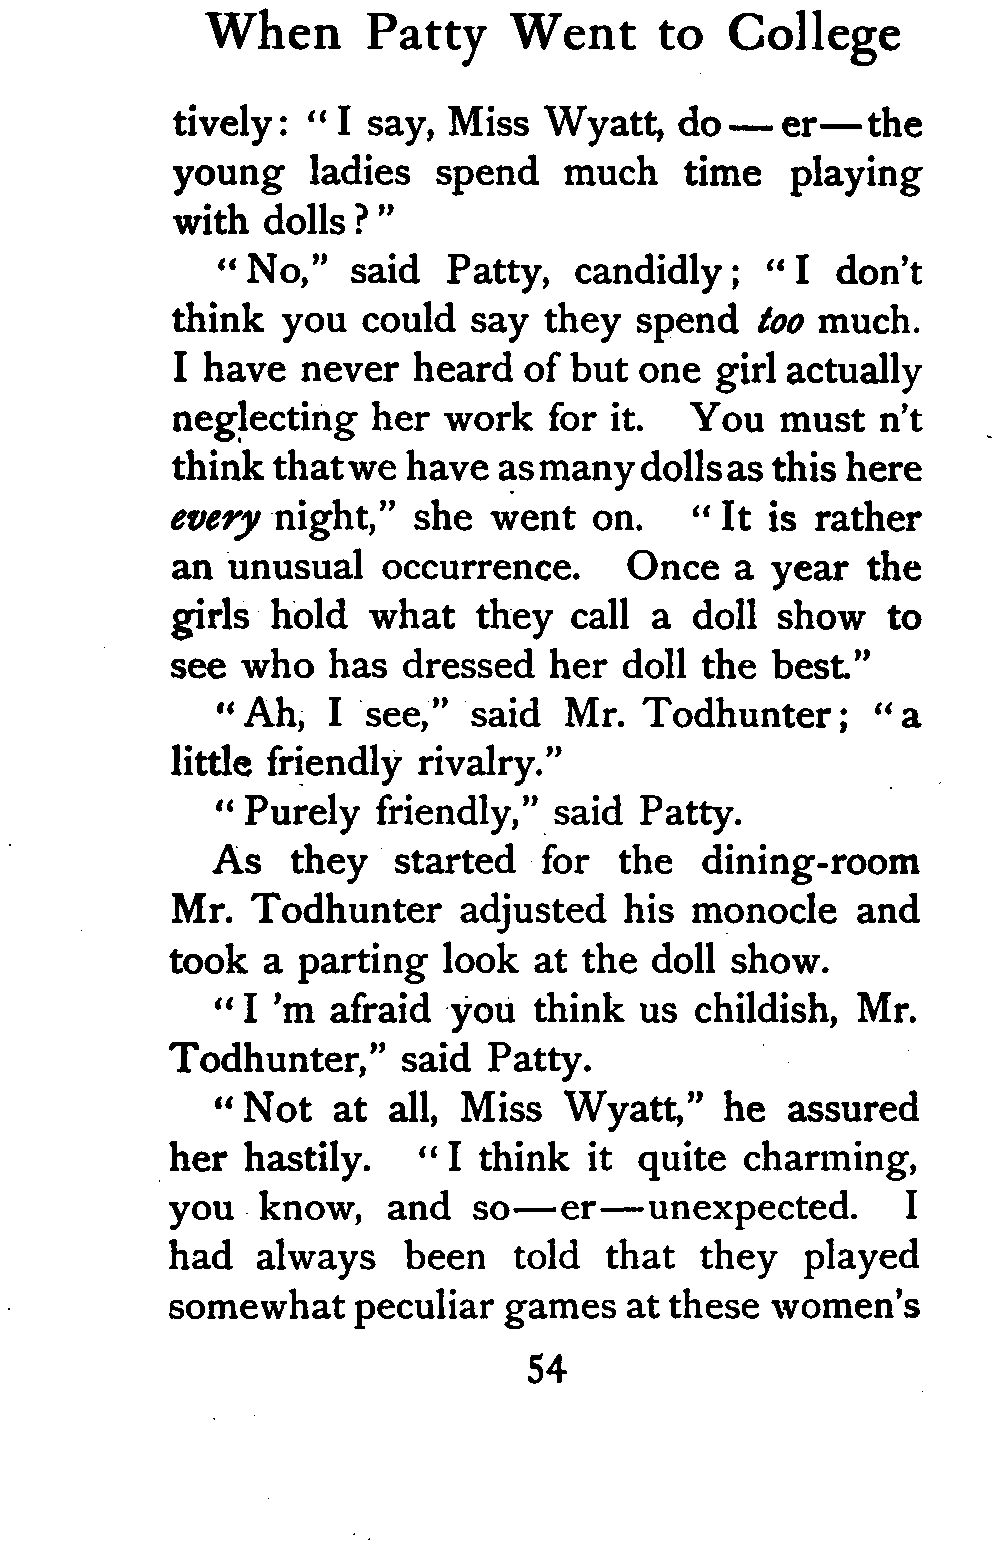 When Patty Went to College
tively: "I say, Miss Wyatt, do — er—the
young ladies spend much time playing
with dolls?"
"No," said Patty, candidly; "I don't
think you could say they spend too much.
I have never heard of but one girl actually
neglecting her work for it. You must n't
think that we have as many dolls as this here
every night," she went on. "It is rather
an unusual occurrence. Once a year the
girls hold what they call a doll show to
see who has dressed her doll the best."
"Ah, I see," said Mr. Todhunter; "a
little friendly rivalry."
"Purely friendly," said Patty.
As they started for the dining-room
Mr. Todhunter adjusted his monocle and
took a parting look at the doll show.
"I 'm afraid you think us childish, Mr.
Todhunter," said Patty.
"Not at all, Miss Wyatt," he assured
her hastily. "I think it quite charming,
you know, and so—er—unexpected. I
had always been told that they played
somewhat peculiar games at these women's
54